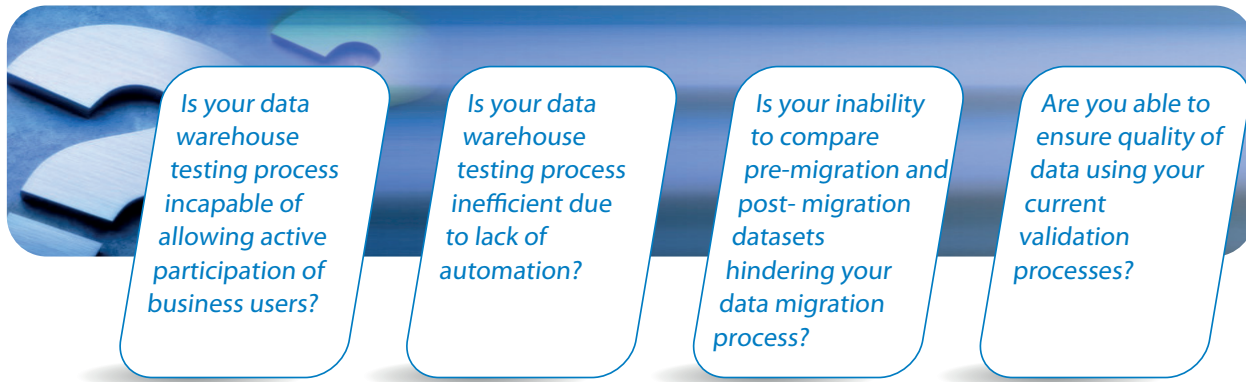 Is your data
warehouse
testing process
incapable of
allowing active
participation of
business users?
Is your data
warehouse
testing process
inefficient due
to lack of
automation?
Is your inability
to compare
pre-migration and
post- migration
datasets
hindering your
data migration
process?
Are you able to
ensure quality of
data using your
current
validation
processes?